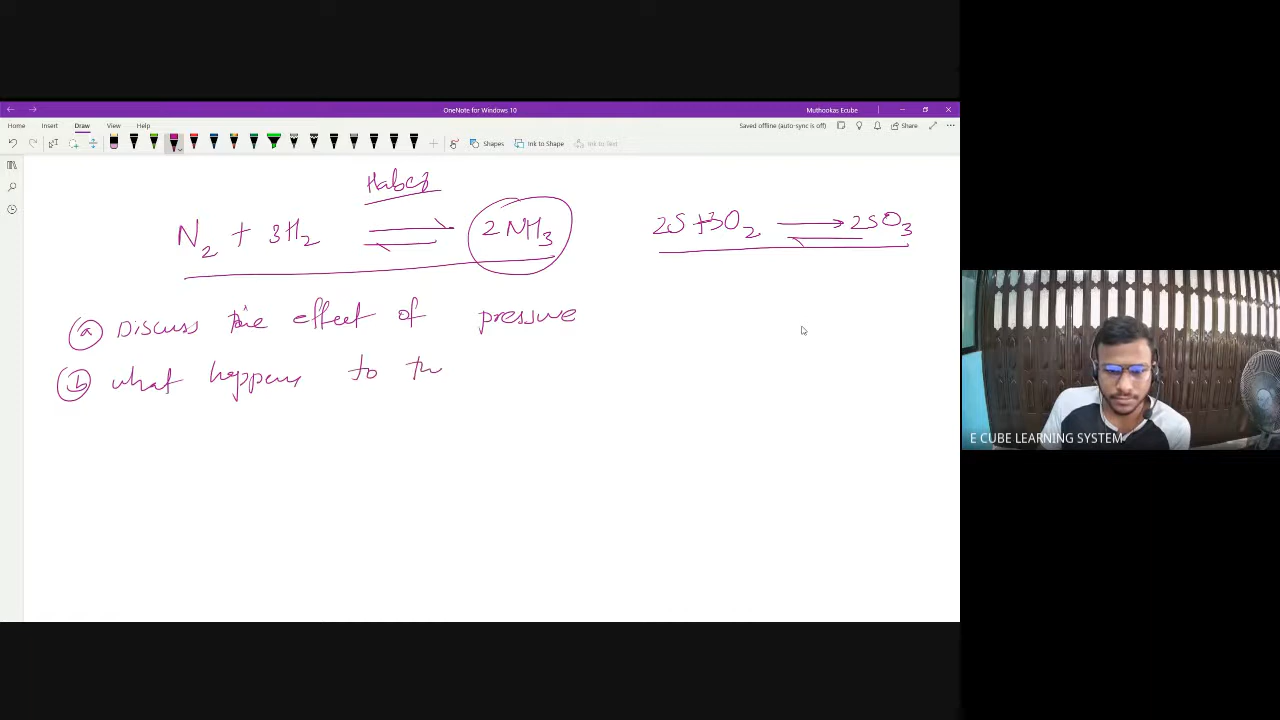 OneNote for Windows 10
Muthookas Ecube
Home Insert Draw View Help
Saved offline (auto-sync is off)
Share
Shapes Ink to Shape Ink to Text
Haber
N2 + 3H2 ⇌ 2NH3
2S + 3O2 ⇌ 2SO3
(a) Discuss the effect of pressure
(b) what happens to th
E CUBE LEARNING SYSTEM